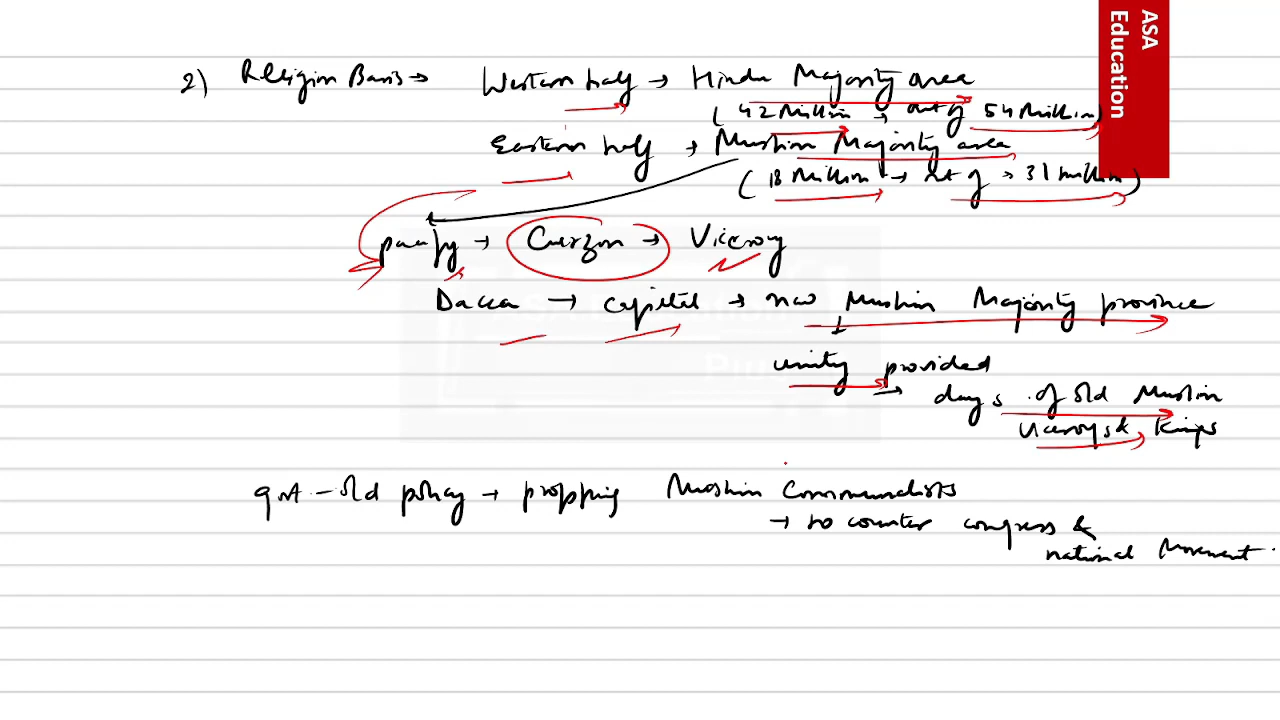 2) Religion Basis → Western half → Hindu Majority area
( 42 Million → out of 54 Million)
Eastern half → Muslim Majority area
( 18 Million → out of → 31 million)
pacify → Curzon → Viceroy
Dacca → capital → new Muslim Majority province
unity provided
→ days of old Muslim
Viceroys & Kings
govt - old policy → propping Muslim Communalists
→ to counter congress &
national Movement.
ASA
Education